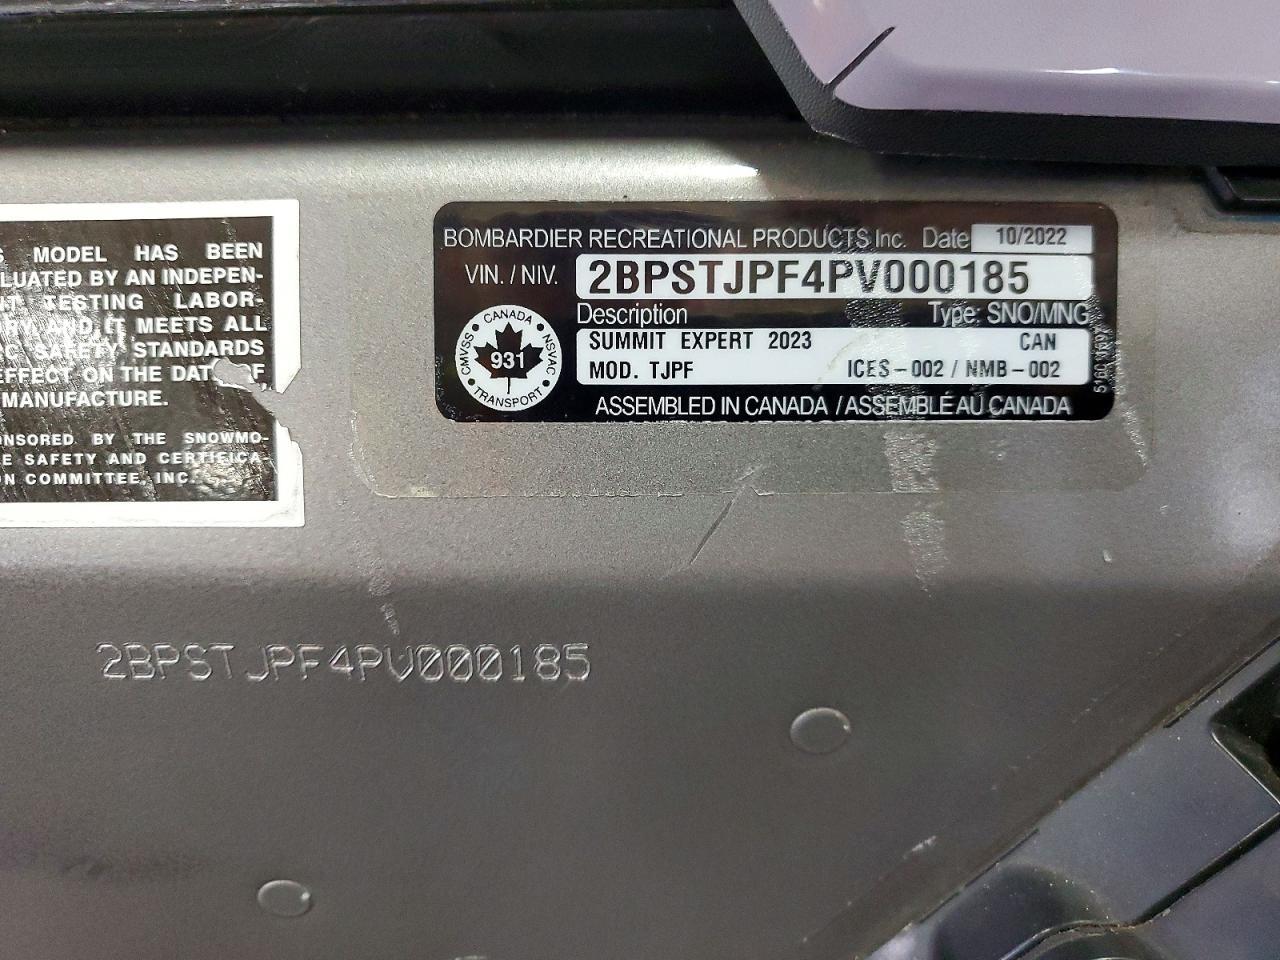 MODEL HAS BEEN
BY AN INDEPEN-
TESTING LABOR-
AND IT MEETS ALL
SAFETY STANDARDS
EFFECT ON THE DATE OF
MANUFACTURE.
BY THE SNOWMO-
SAFETY AND CERTIFICA-
COMMITTEE, INC.
BOMBARDIER RECREATIONAL PRODUCTS Inc. Date 10/2022
VIN. / NIV. 2BPSTJPF4PV000185
Description Type: SNO/MNG
SUMMIT EXPERT 2023 CAN
MOD. TJPF ICES-002 / NMB-002
ASSEMBLED IN CANADA / ASSEMBLÉ AU CANADA
CANADA
CMVSS
931
NSVAC
TRANSPORT
2BPSTJPF4PV000185